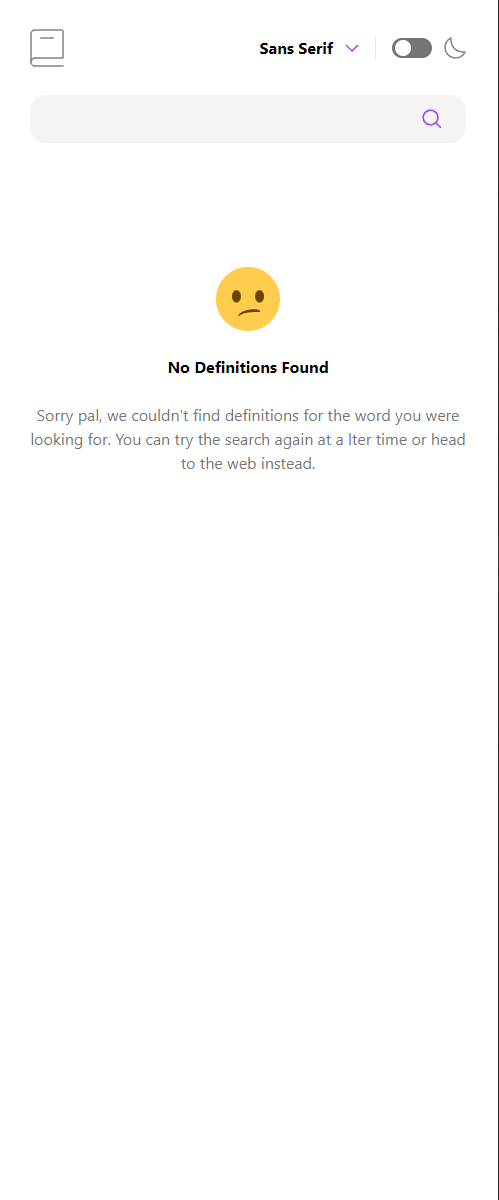 Sans Serif
No Definitions Found
Sorry pal, we couldn't find definitions for the word you were
looking for. You can try the search again at a lter time or head
to the web instead.